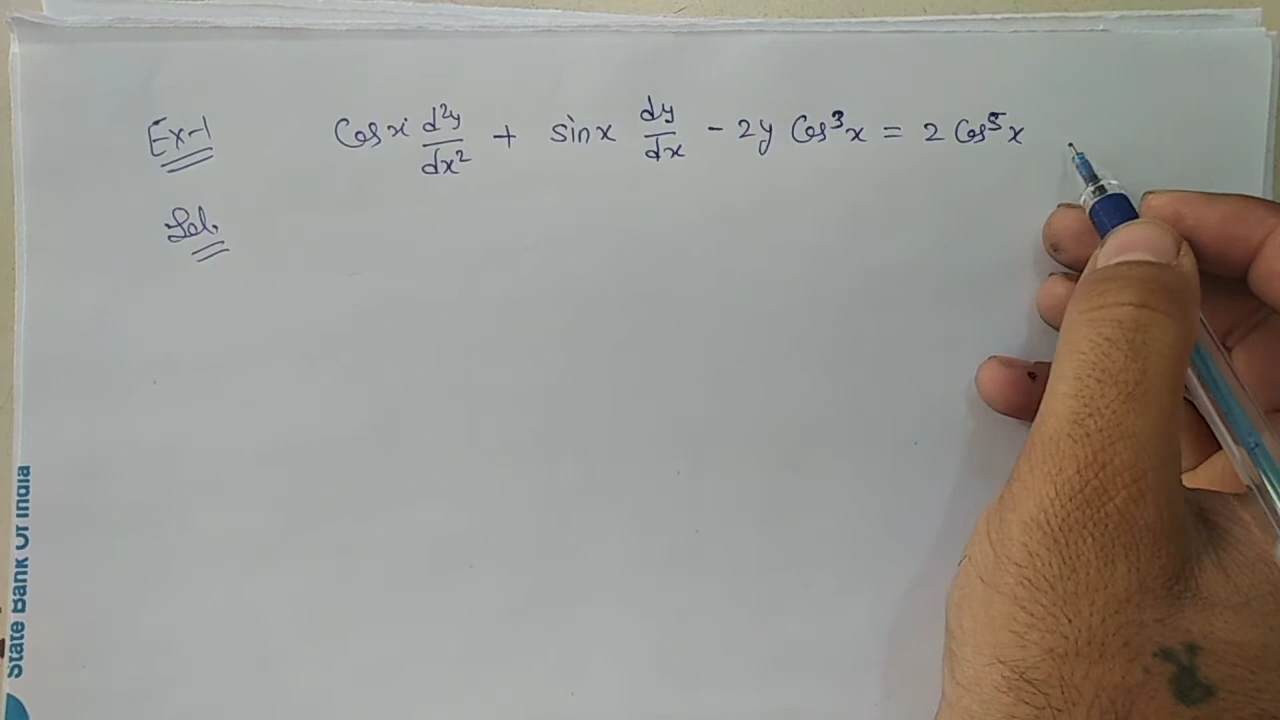 Ex-1 Cos x d²y/dx² + sin x dy/dx - 2y Cos³x = 2 Cos⁵x
Sol.
State Bank Of India